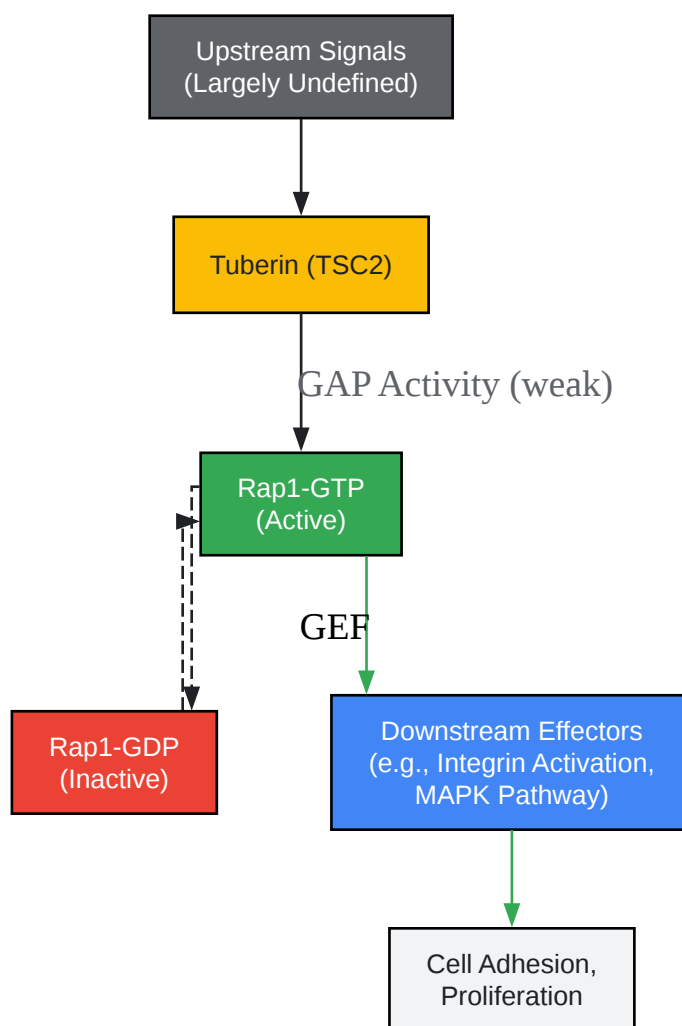 Upstream Signals
(Largely Undefined)
Tuberin (TSC2)
GAP Activity (weak)
Rap1-GTP
(Active)
GEF
Rap1-GDP
(Inactive)
Downstream Effectors
(e.g., Integrin Activation,
MAPK Pathway)
Cell Adhesion,
Proliferation